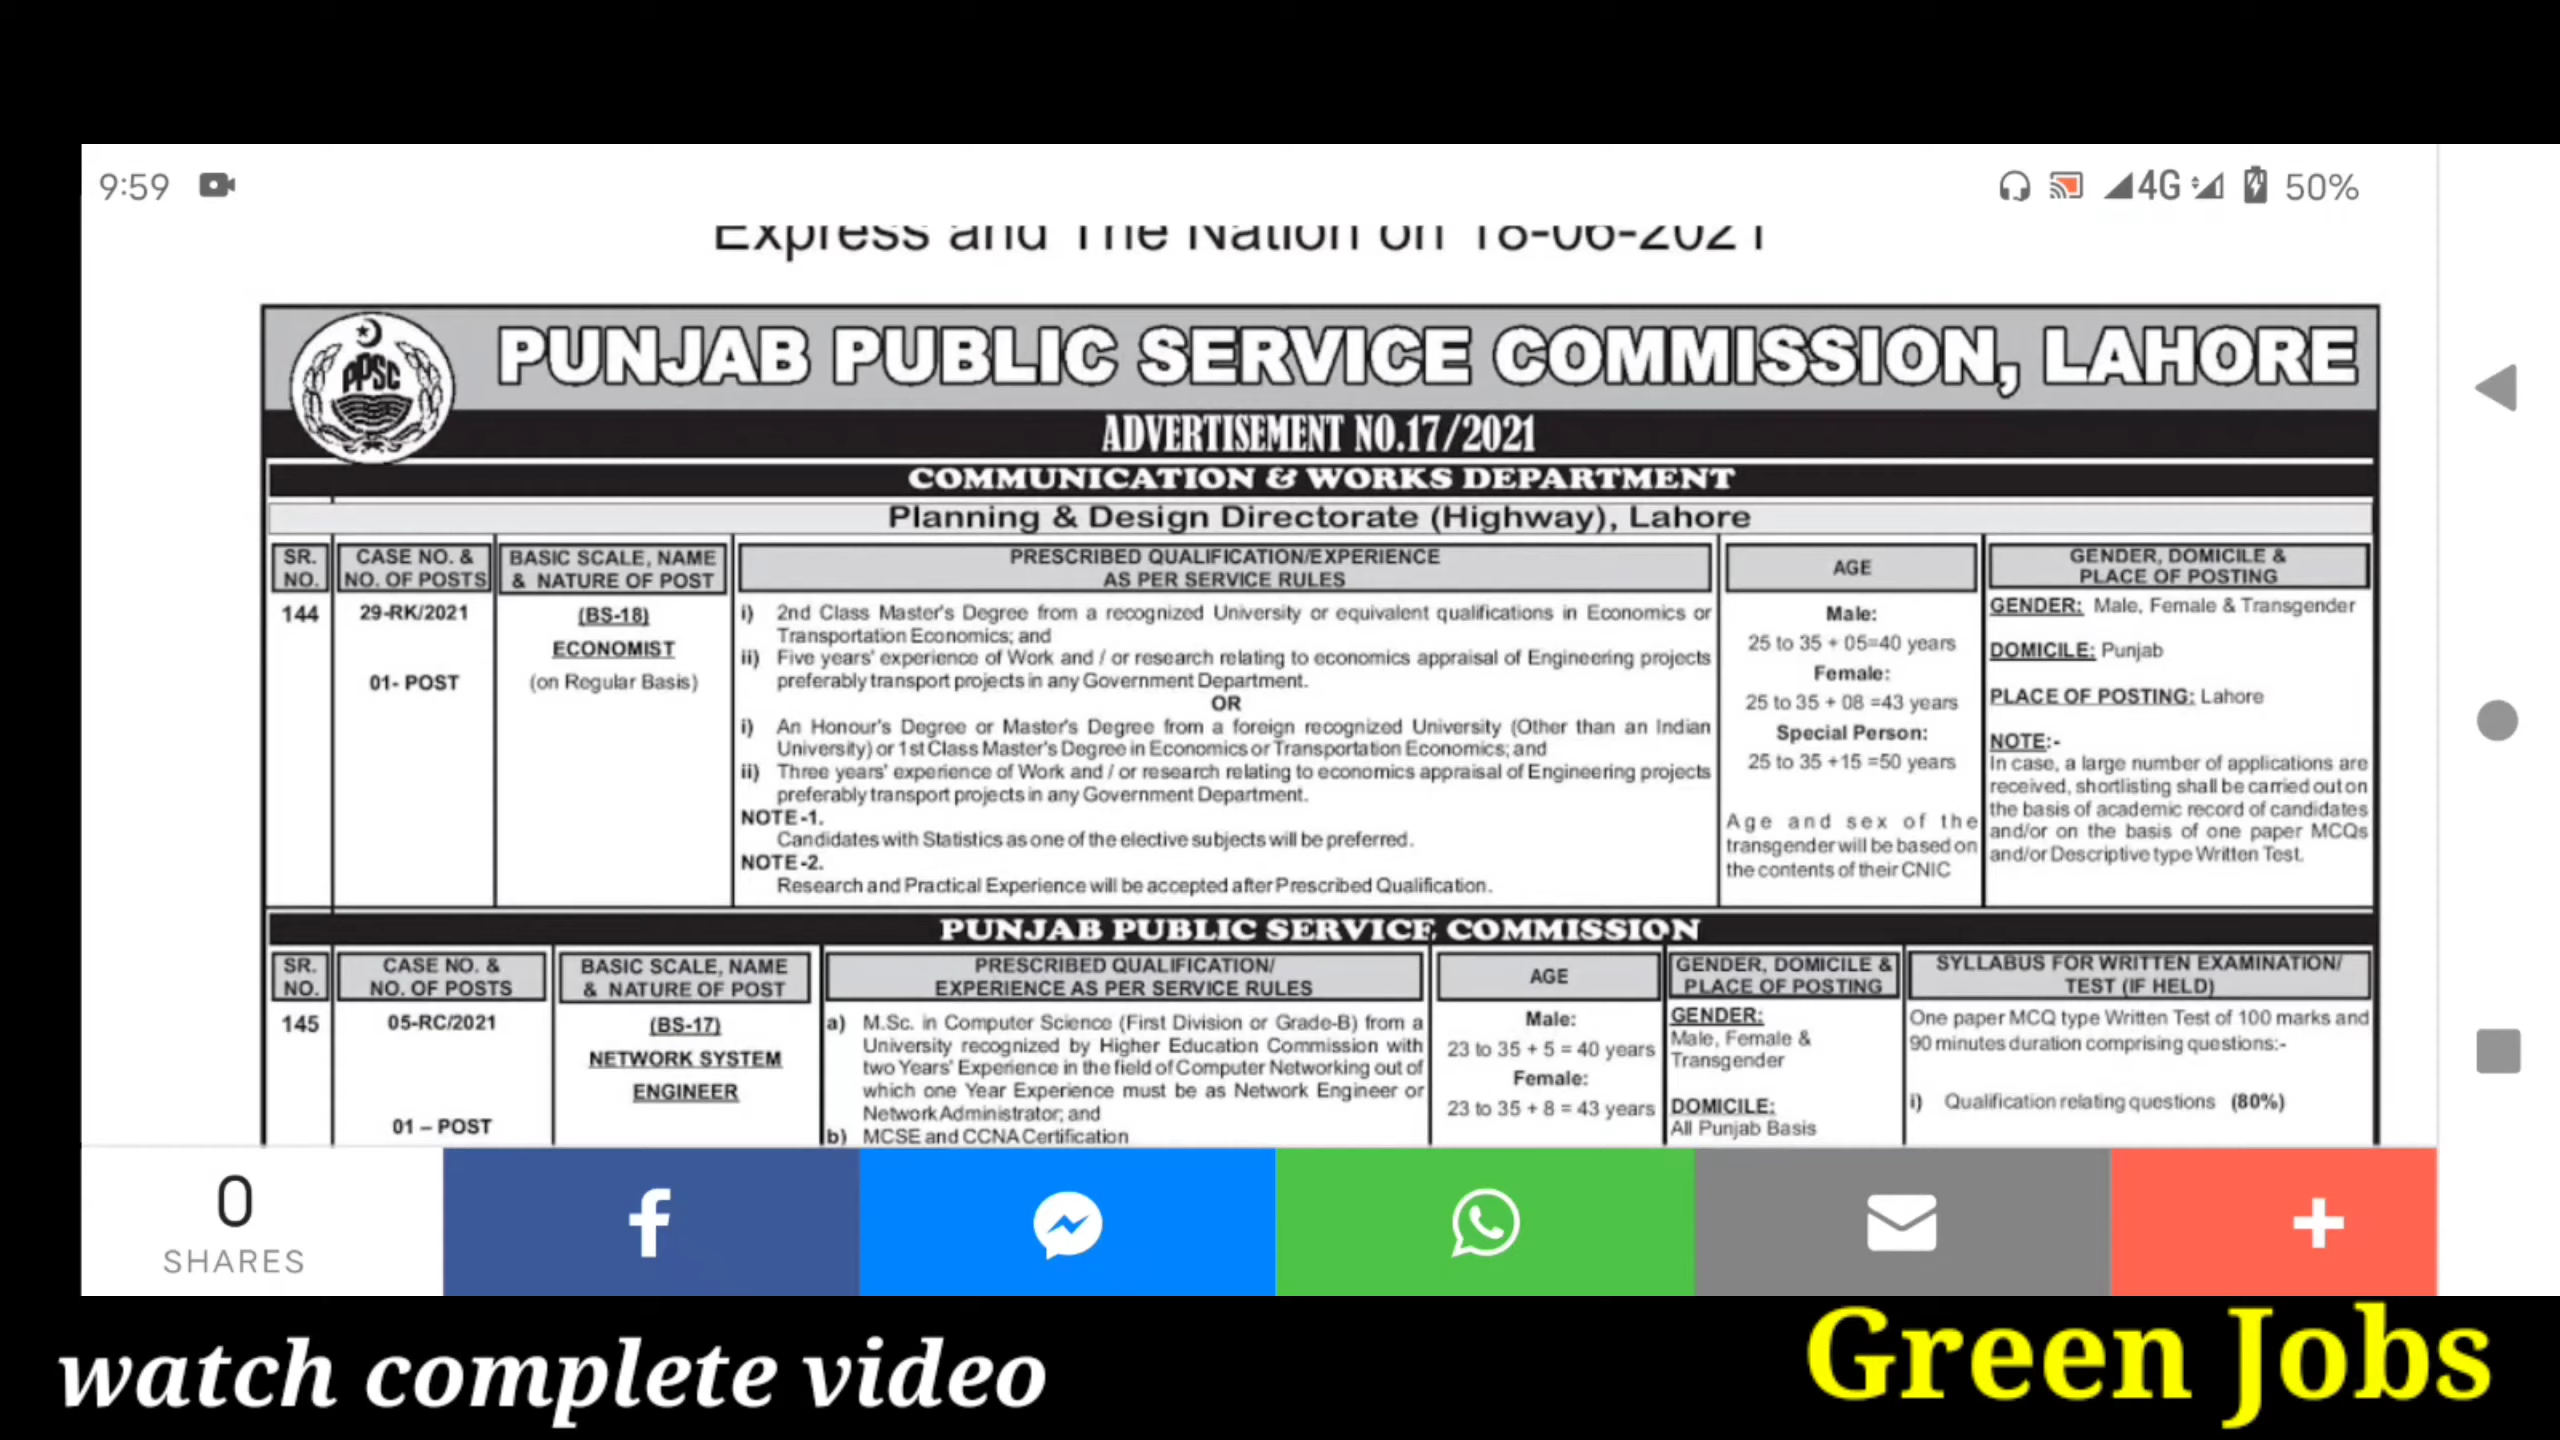 9:59
4G
50%
Express and The Nation on 18-06-2021
PPSC
PUNJAB PUBLIC SERVICE COMMISSION, LAHORE
ADVERTISEMENT NO.17/2021
COMMUNICATION & WORKS DEPARTMENT
Planning & Design Directorate (Highway), Lahore
SR. NO.
CASE NO. & NO. OF POSTS
BASIC SCALE, NAME & NATURE OF POST
PRESCRIBED QUALIFICATION/EXPERIENCE
AS PER SERVICE RULES
AGE
GENDER, DOMICILE &
PLACE OF POSTING
144
29-RK/2021
01- POST
(BS-18)
ECONOMIST
(on Regular Basis)
i) 2nd Class Master's Degree from a recognized University or equivalent qualifications in Economics or
Transportation Economics; and
ii) Five years' experience of Work and / or research relating to economics appraisal of Engineering projects
preferably transport projects in any Government Department.
OR
i) An Honour's Degree or Master's Degree from a foreign recognized University (Other than an Indian
University) or 1st Class Master's Degree in Economics or Transportation Economics; and
ii) Three years' experience of Work and / or research relating to economics appraisal of Engineering projects
preferably transport projects in any Government Department.
NOTE-1.
Candidates with Statistics as one of the elective subjects will be preferred.
NOTE-2.
Research and Practical Experience will be accepted after Prescribed Qualification.
Male:
25 to 35 + 05=40 years
Female:
25 to 35 + 08 =43 years
Special Person:
25 to 35 +15 =50 years
Age and sex of the
transgender will be based on
the contents of their CNIC
GENDER: Male, Female & Transgender
DOMICILE: Punjab
PLACE OF POSTING: Lahore
NOTE:-
In case, a large number of applications are
received, shortlisting shall be carried out on
the basis of academic record of candidates
and/or on the basis of one paper MCQs
and/or Descriptive type Written Test.
PUNJAB PUBLIC SERVICE COMMISSION
SR. NO.
CASE NO. & NO. OF POSTS
BASIC SCALE, NAME & NATURE OF POST
PRESCRIBED QUALIFICATION/
EXPERIENCE AS PER SERVICE RULES
AGE
GENDER, DOMICILE &
PLACE OF POSTING
SYLLABUS FOR WRITTEN EXAMINATION/
TEST (IF HELD)
145
05-RC/2021
01 – POST
(BS-17)
NETWORK SYSTEM
ENGINEER
a) M.Sc. in Computer Science (First Division or Grade-B) from a
University recognized by Higher Education Commission with
two Years' Experience in the field of Computer Networking out of
which one Year Experience must be as Network Engineer or
Network Administrator; and
b) MCSE and CCNA Certification
Male:
23 to 35 + 5 = 40 years
Female:
23 to 35 + 8 = 43 years
GENDER:
Male, Female &
Transgender
DOMICILE:
All Punjab Basis
One paper MCQ type Written Test of 100 marks and
90 minutes duration comprising questions:-
i) Qualification relating questions (80%)
0
SHARES
watch complete video
Green Jobs